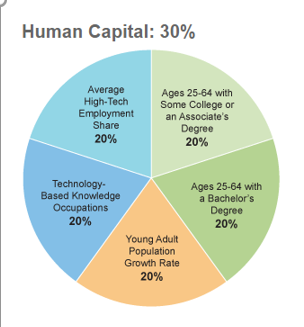 Human Capital: 30%
Average
High-Tech
Employment
Share
20%
Ages 25-64 with
Some College or
an Associate's
Degree
20%
Technology-
Based Knowledge
Occupations
20%
Ages 25-64 with
a Bachelor's
Degree
20%
Young Adult
Population
Growth Rate
20%